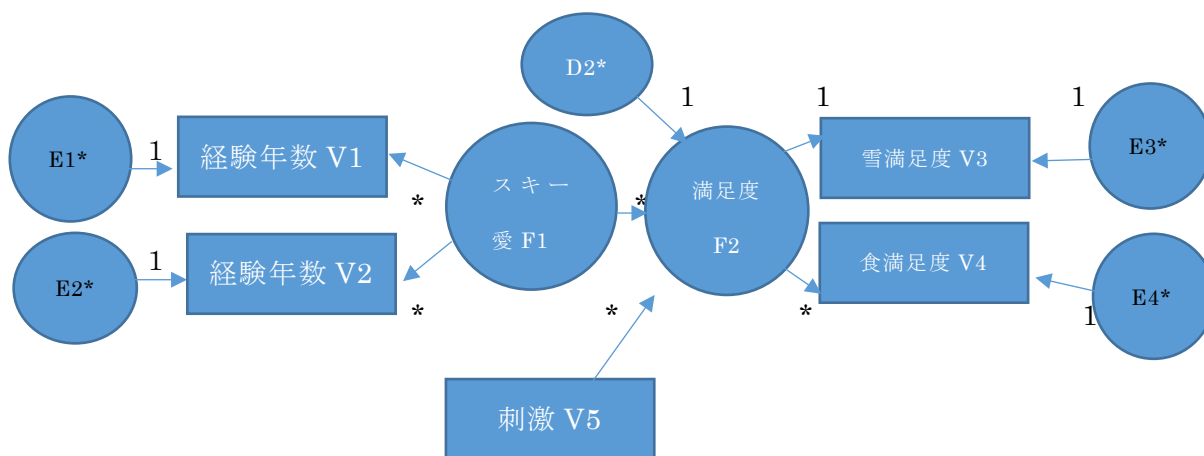 D2*
1
1
1
E1*
1
経験年数 V1
スキー
愛 F1
*
*
満足度
F2
雪満足度 V3
E3*
E2*
1
経験年数 V2
*
*
*
食満足度 V4
E4*
1
刺激 V5